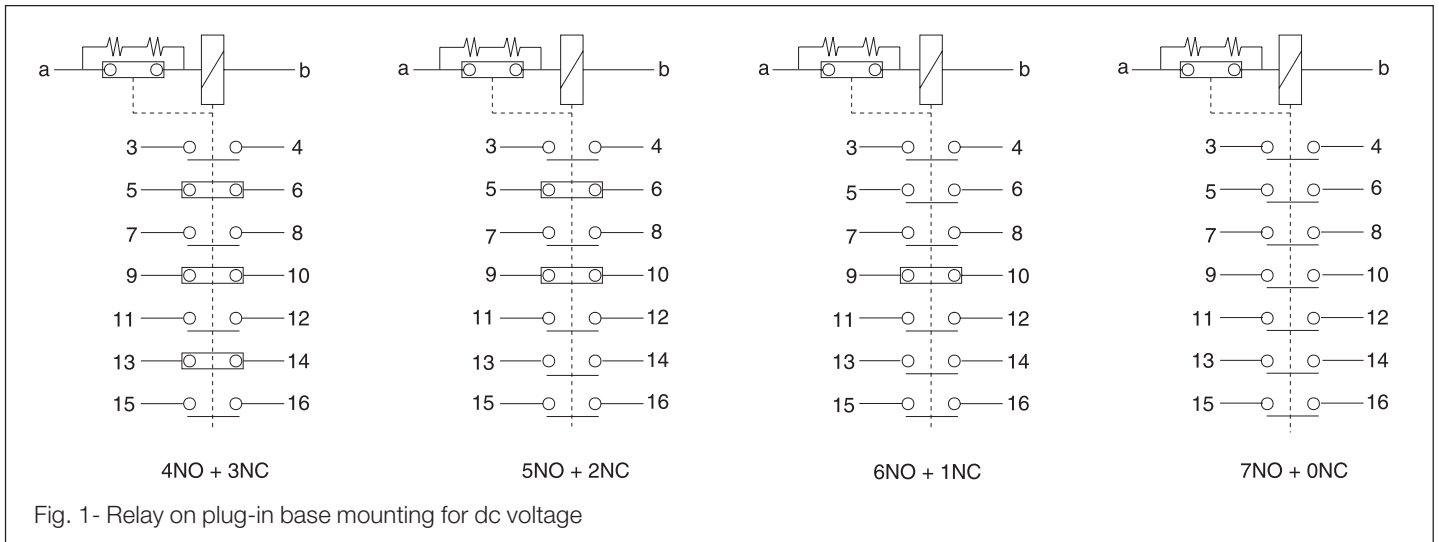 a b a b a b a b
3 4 3 4 3 4 3 4
5 6 5 6 5 6 5 6
7 8 7 8 7 8 7 8
9 10 9 10 9 10 9 10
11 12 11 12 11 12 11 12
13 14 13 14 13 14 13 14
15 16 15 16 15 16 15 16
4NO + 3NC 5NO + 2NC 6NO + 1NC 7NO + 0NC
Fig. 1- Relay on plug-in base mounting for dc voltage